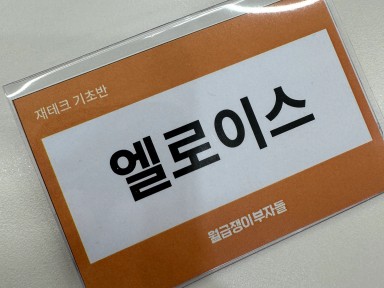 재테크 기초반
엘로이스
월급쟁이부자들